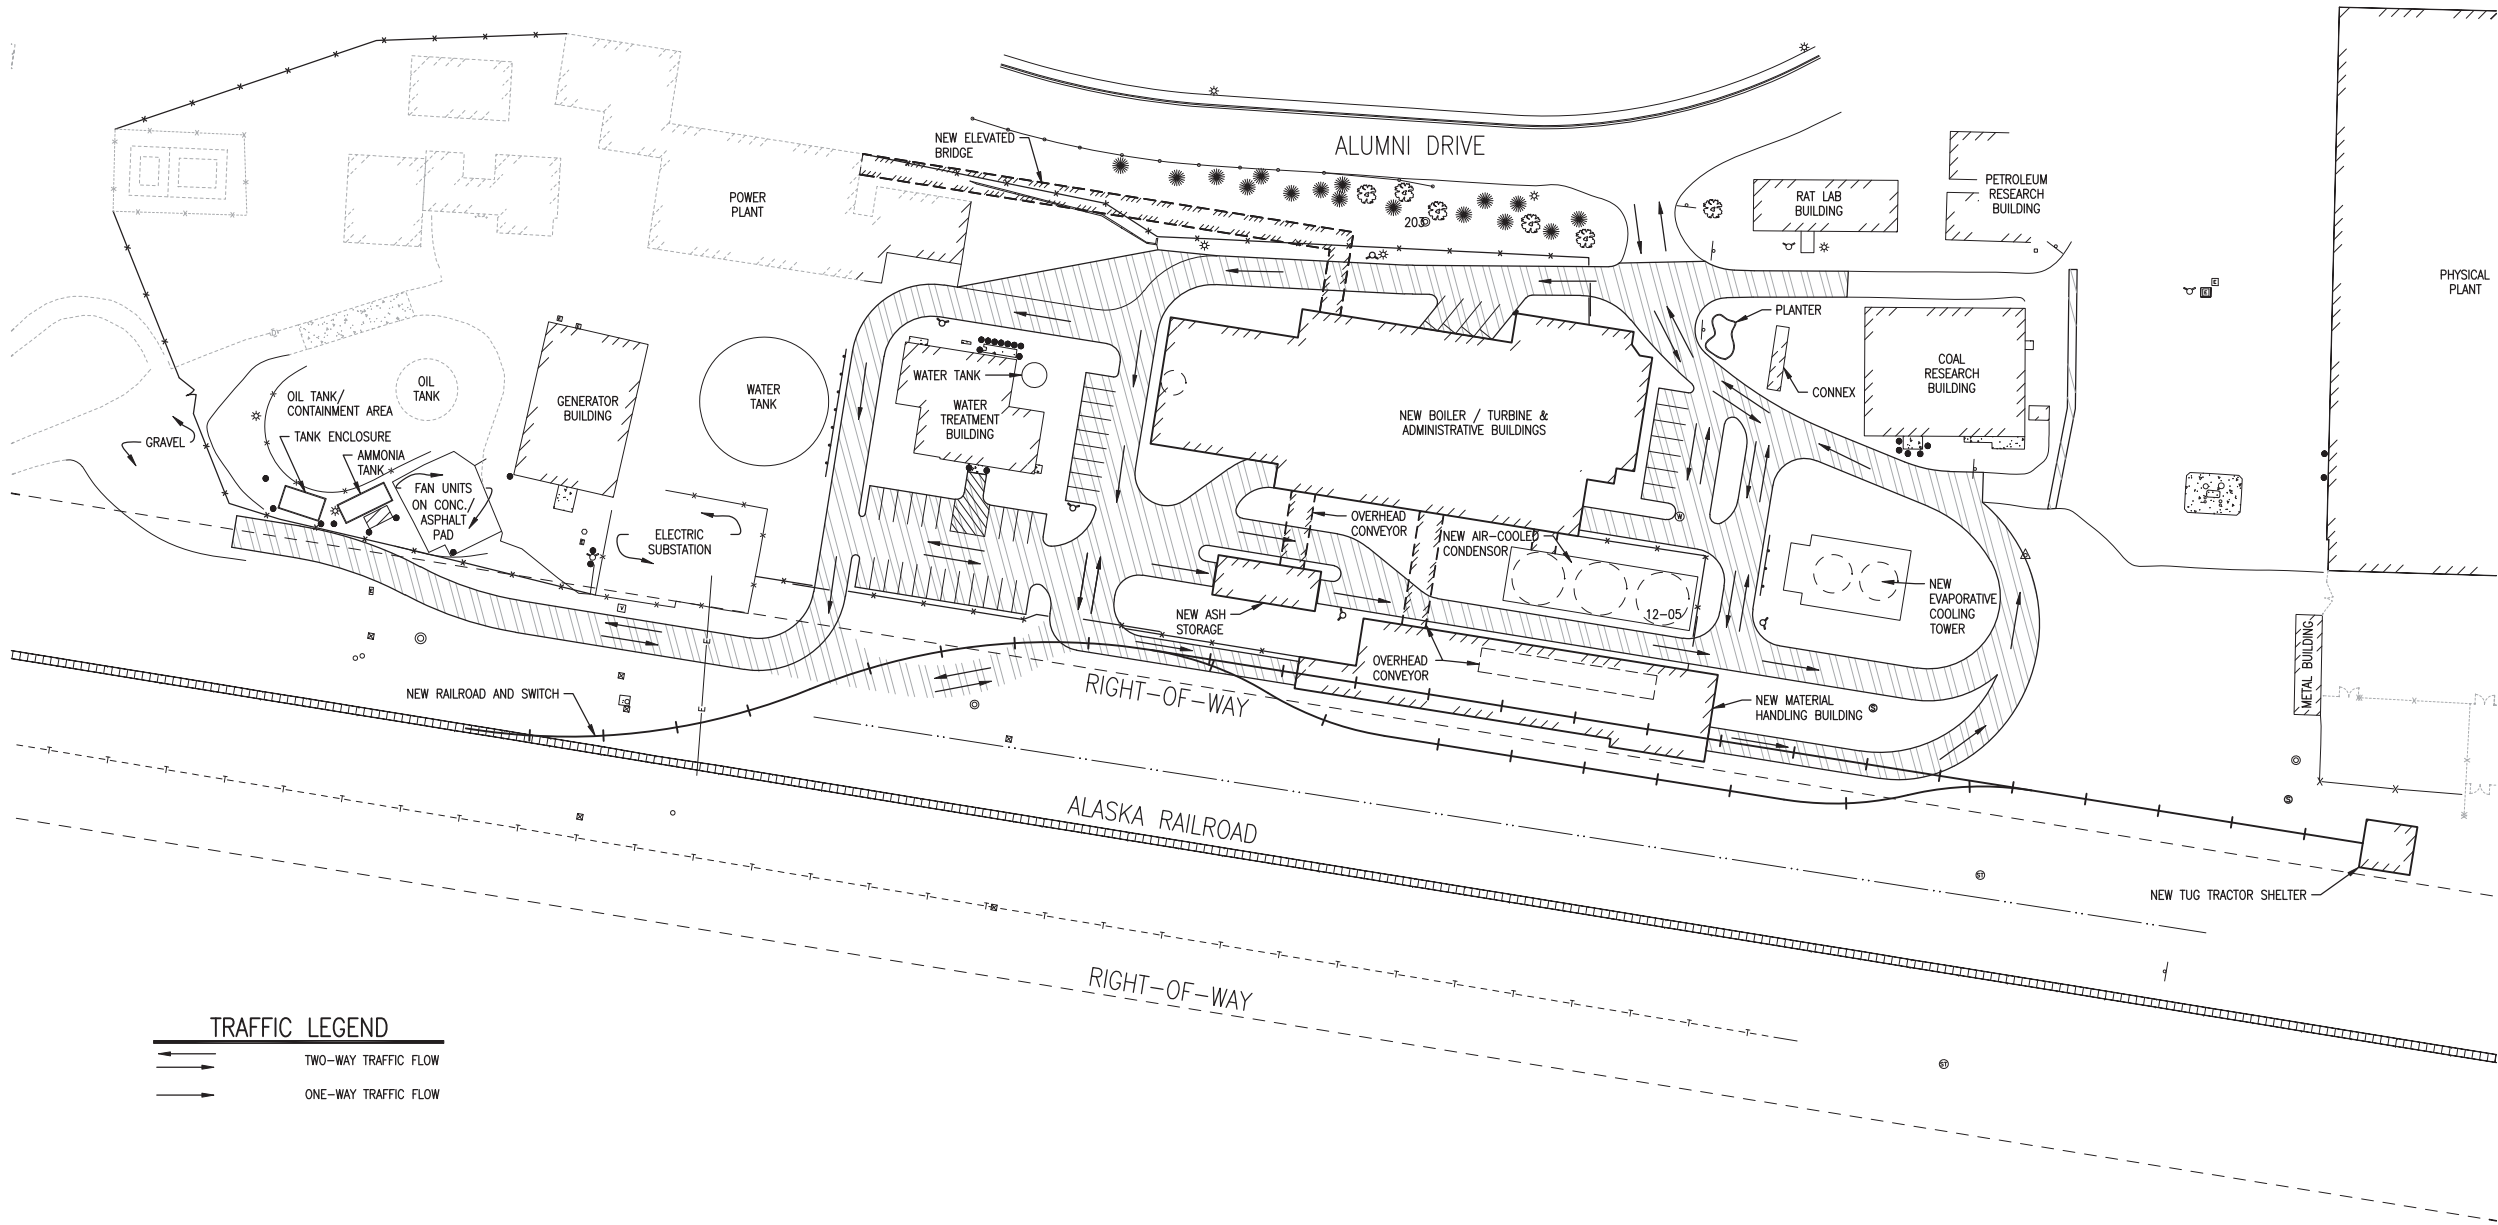 NEW ELEVATED
BRIDGE
ALUMNI DRIVE
POWER
PLANT
203
RAT LAB
BUILDING
PETROLEUM
RESEARCH
BUILDING
PHYSICAL
PLANT
PLANTER
CONNEX
COAL
RESEARCH
BUILDING
OIL
TANK
OIL TANK/
CONTAINMENT AREA
GENERATOR
BUILDING
WATER
TANK
WATER TANK
WATER
TREATMENT
BUILDING
NEW BOILER / TURBINE &
ADMINISTRATIVE BUILDINGS
GRAVEL
TANK ENCLOSURE
AMMONIA
TANK
FAN UNITS
ON CONC./
ASPHALT
PAD
ELECTRIC
SUBSTATION
OVERHEAD
CONVEYOR
NEW AIR-COOLED
CONDENSOR
12-05
NEW
EVAPORATIVE
COOLING
TOWER
NEW ASH
STORAGE
OVERHEAD
CONVEYOR
METAL BUILDING
NEW RAILROAD AND SWITCH
RIGHT-OF-WAY
NEW MATERIAL
HANDLING BUILDING
ALASKA RAILROAD
NEW TUG TRACTOR SHELTER
RIGHT-OF-WAY
TRAFFIC LEGEND
TWO-WAY TRAFFIC FLOW
ONE-WAY TRAFFIC FLOW